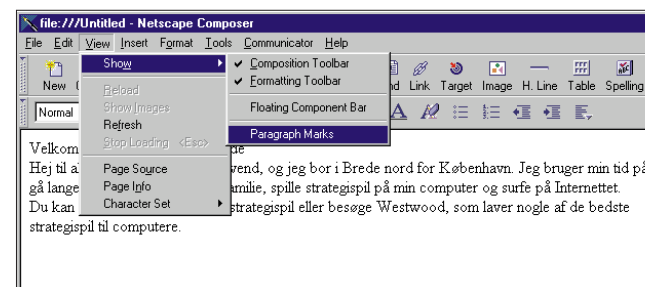 file:///Untitled - Netscape Composer
File Edit View Insert Format Tools Communicator Help
Show
Reload
Show Images
Refresh
Stop Loading <Esc>
Page Source
Page Info
Character Set
Composition Toolbar
Formatting Toolbar
Floating Component Bar
Paragraph Marks
New Link Target Image H. Line Table Spelling
Normal
Velkom de
Hej til a vend, og jeg bor i Brede nord for København. Jeg bruger min tid på
gå lange milie, spille strategispil på min computer og surfe på Internettet.
Du kan strategispil eller besøge Westwood, som laver nogle af de bedste
strategispil til computere.